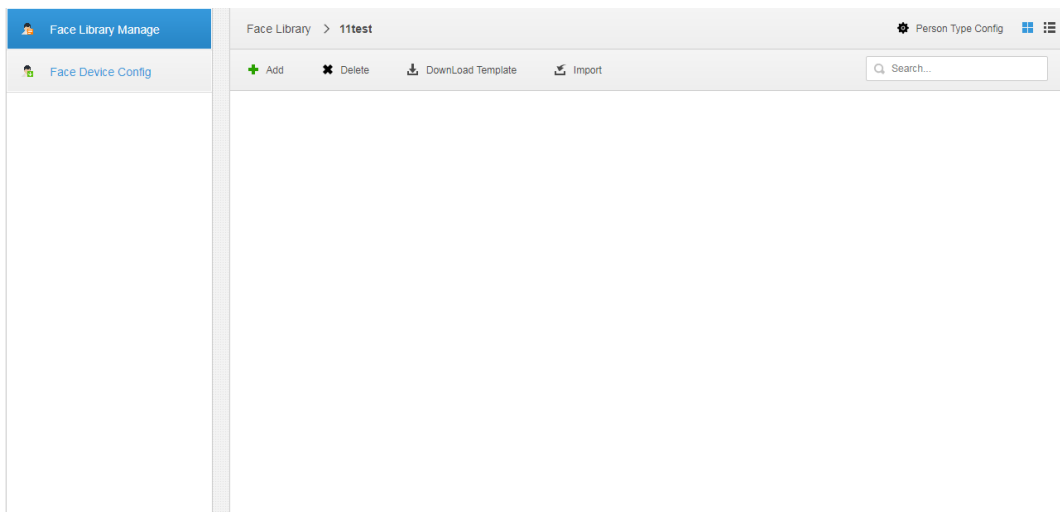 Face Library Manage
Face Device Config
Face Library > 11test
Person Type Config
Add Delete DownLoad Template Import
Search...